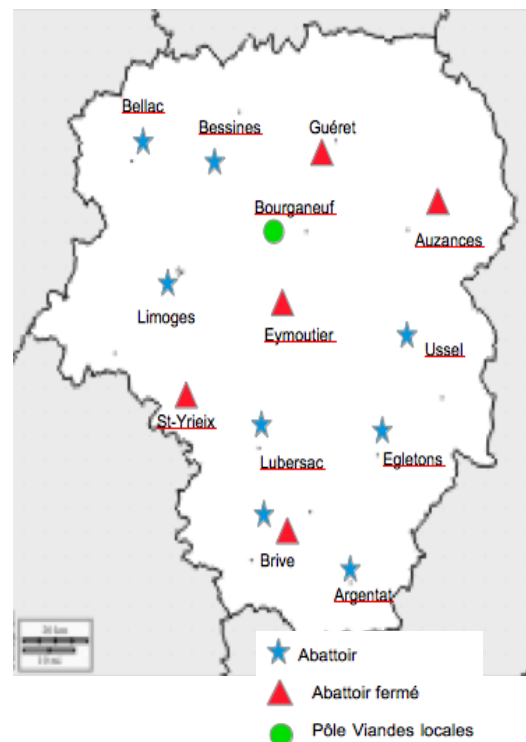 Bellac
Bessines
Guéret
Bourganeuf
Auzances
Limoges
Eymoutier
Ussel
St-Yrieix
Lubersac
Egletons
Brive
Argentat
Abattoir
Abattoir fermé
Pôle Viandes locales